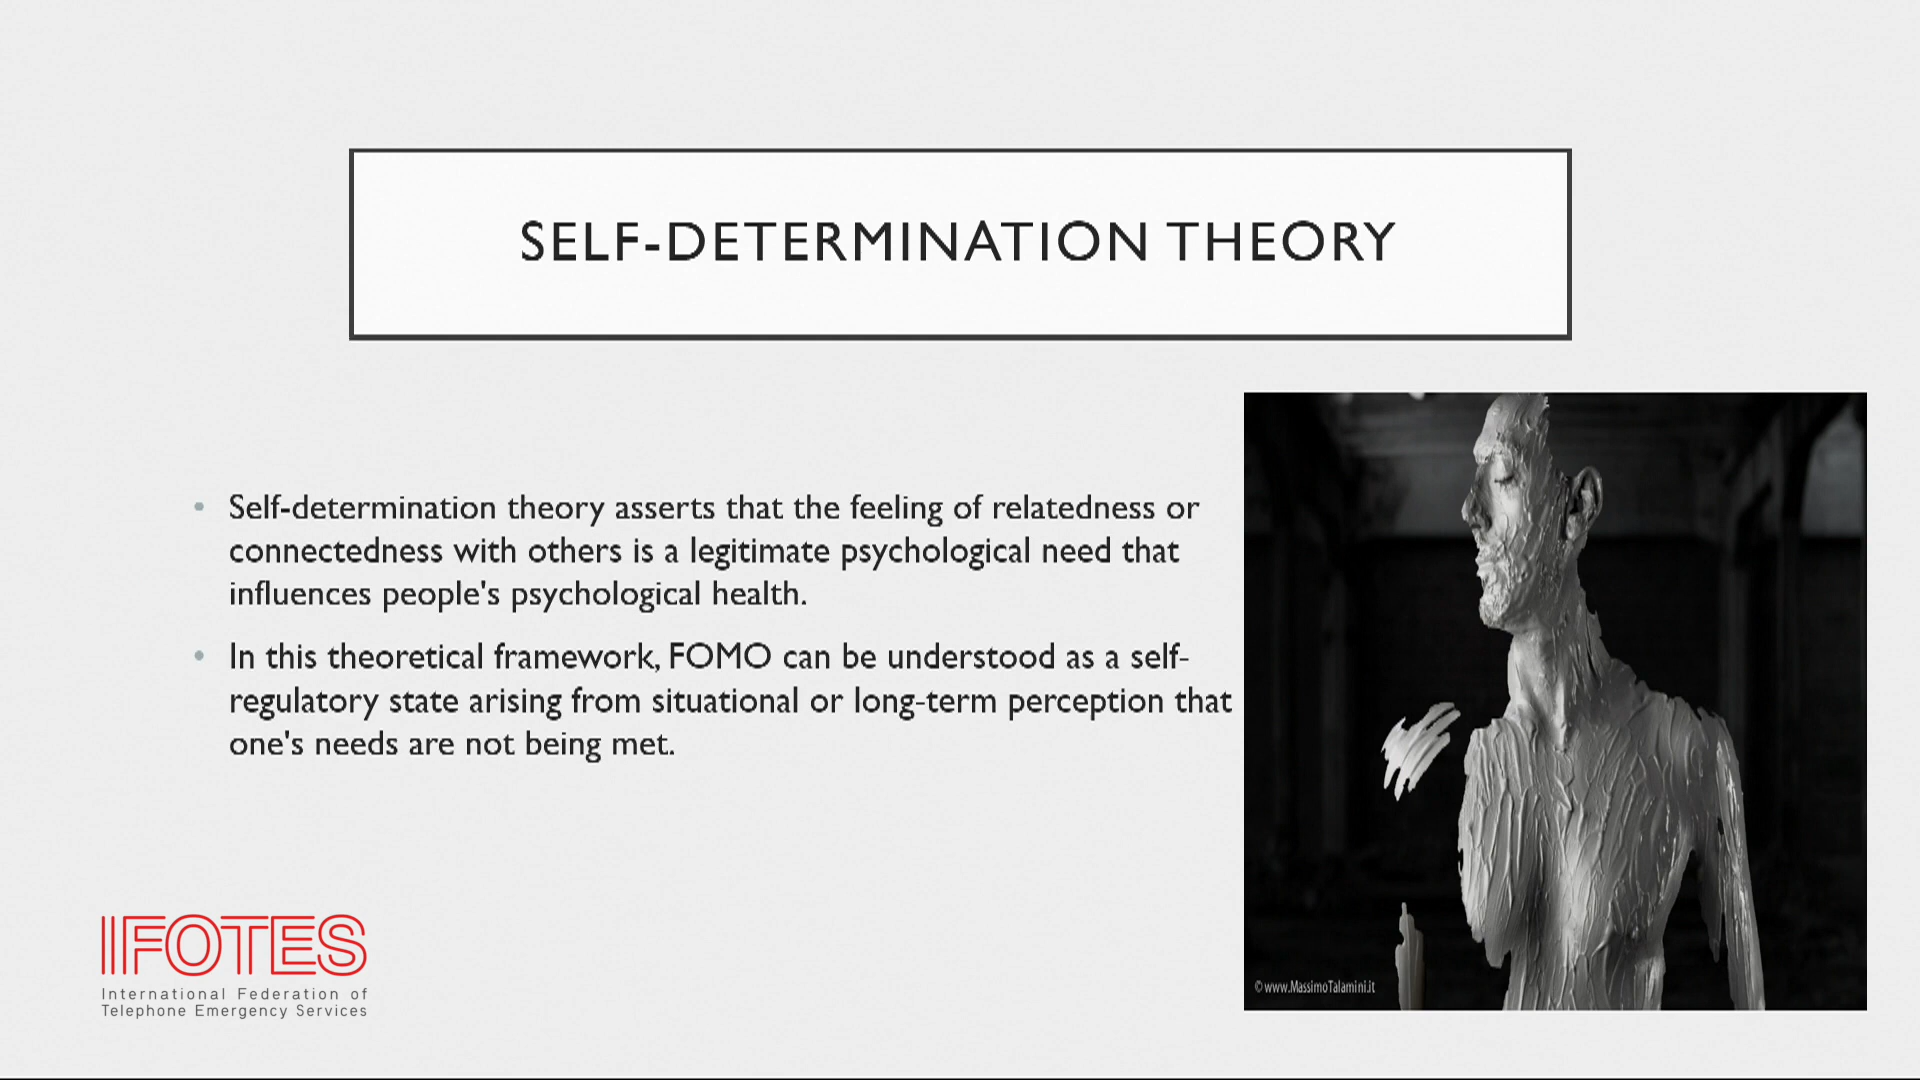 SELF-DETERMINATION THEORY
• Self-determination theory asserts that the feeling of relatedness or
connectedness with others is a legitimate psychological need that
influences people's psychological health.
• In this theoretical framework, FOMO can be understood as a self-
regulatory state arising from situational or long-term perception that
one's needs are not being met.
© www.MassimoTalamini.it
IFOTES
International Federation of
Telephone Emergency Services